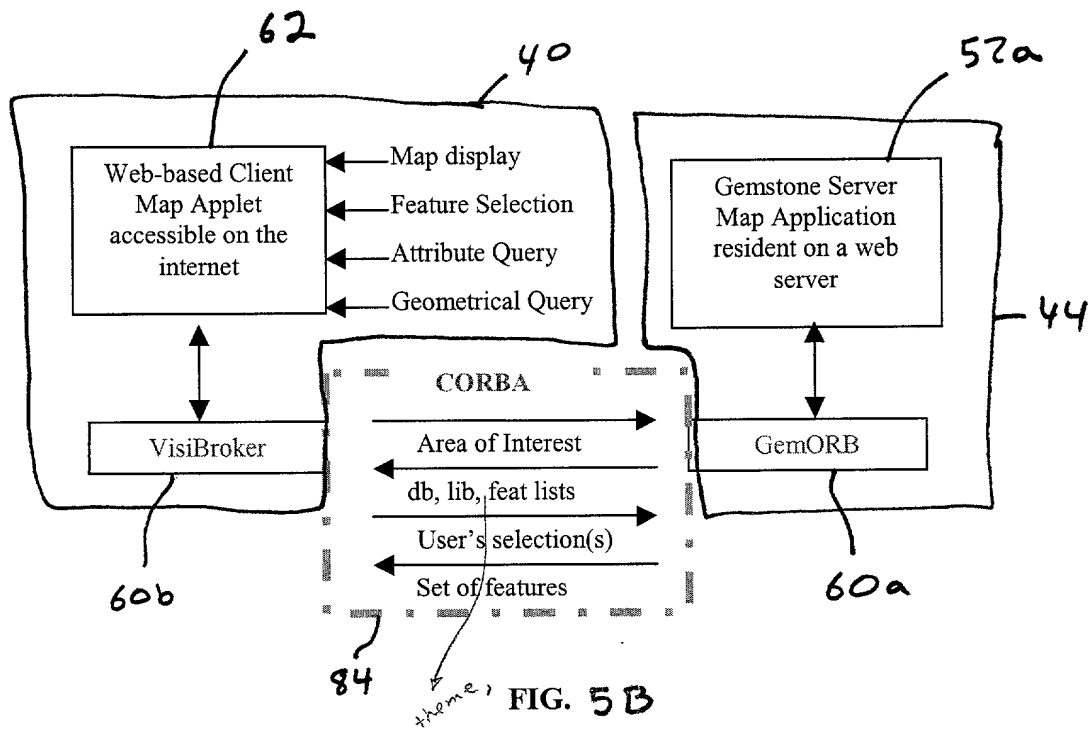 62
40
52a
Web-based Client
Map Applet
accessible on the
internet
Map display
Feature Selection
Attribute Query
Geometrical Query
Gemstone Server
Map Application
resident on a web
server
44
CORBA
VisiBroker
Area of Interest
db, lib, feat lists
User's selection(s)
Set of features
GemORB
60b
60a
84
theme,
FIG. 5B